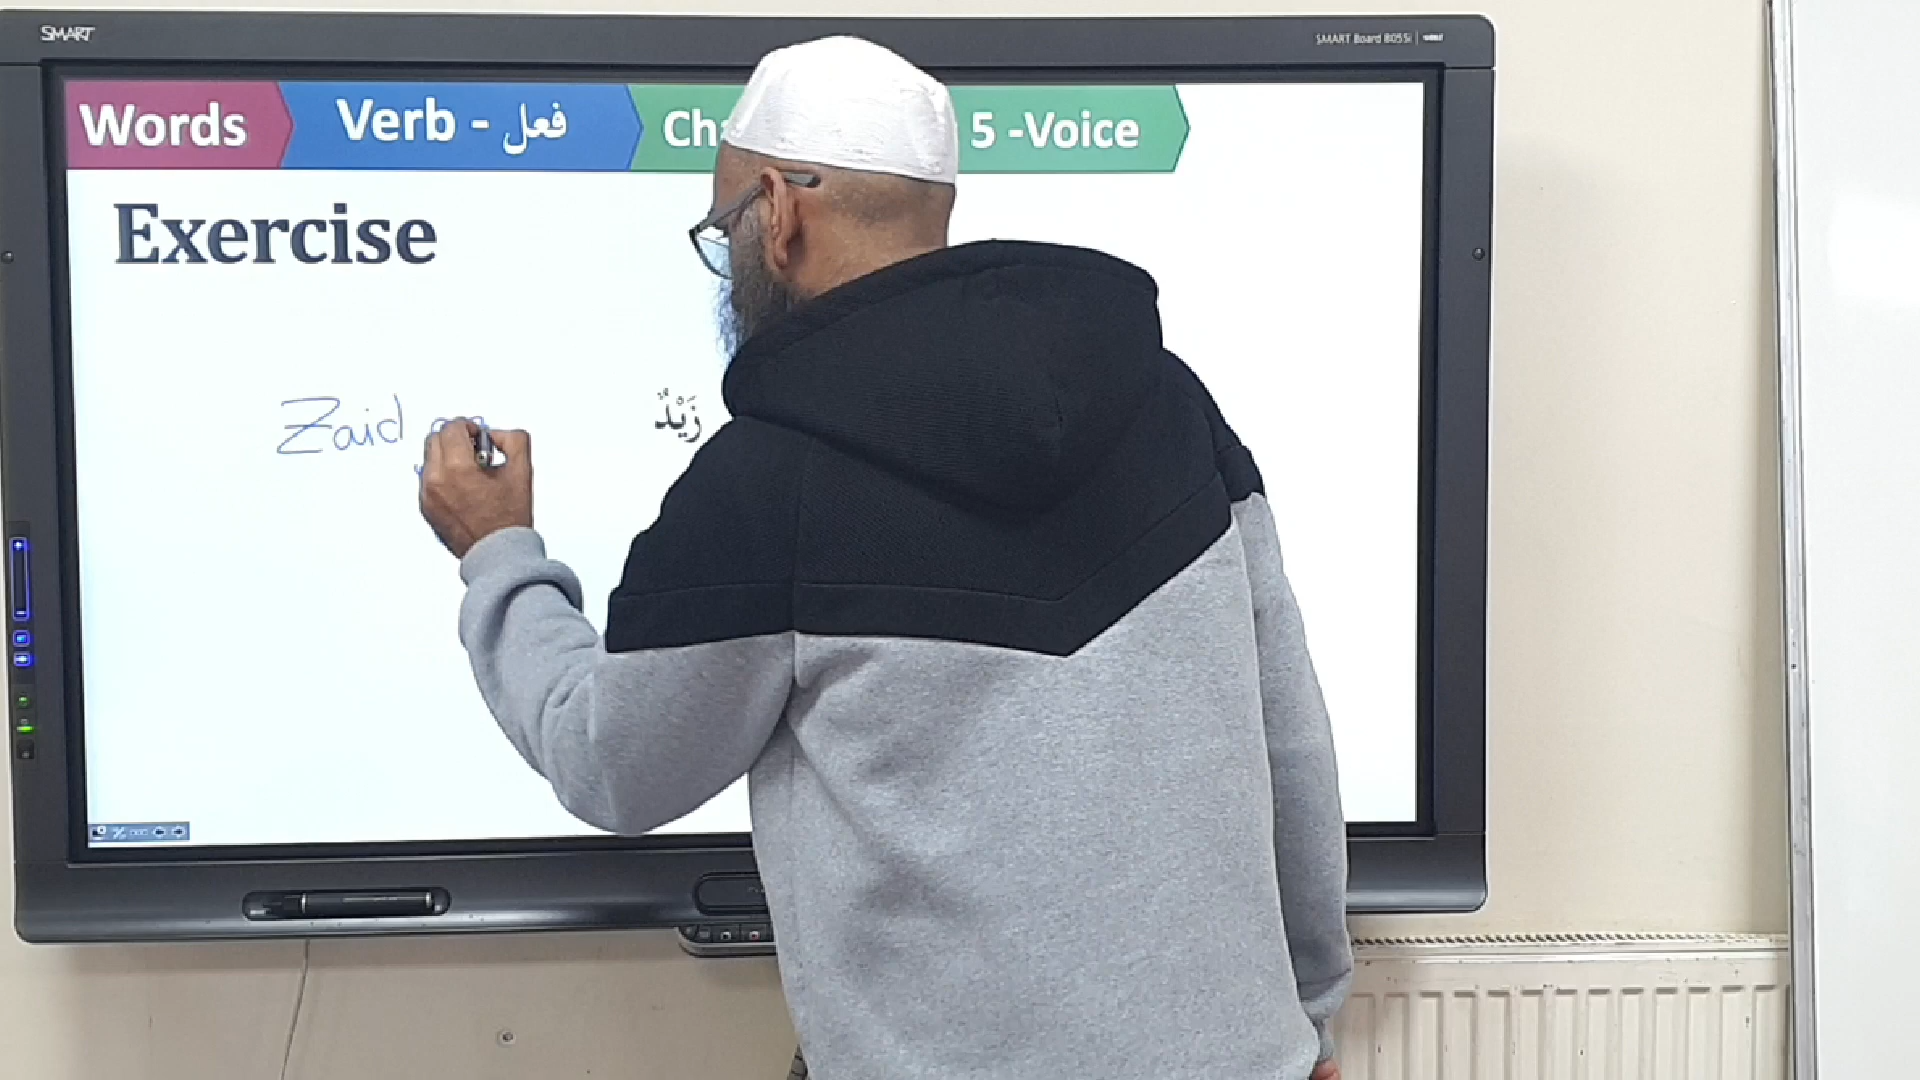 SMART
SMART Board 8055i
Words
Verb - فعل
5 -Voice
Exercise
Zaid
زَيْدٌ